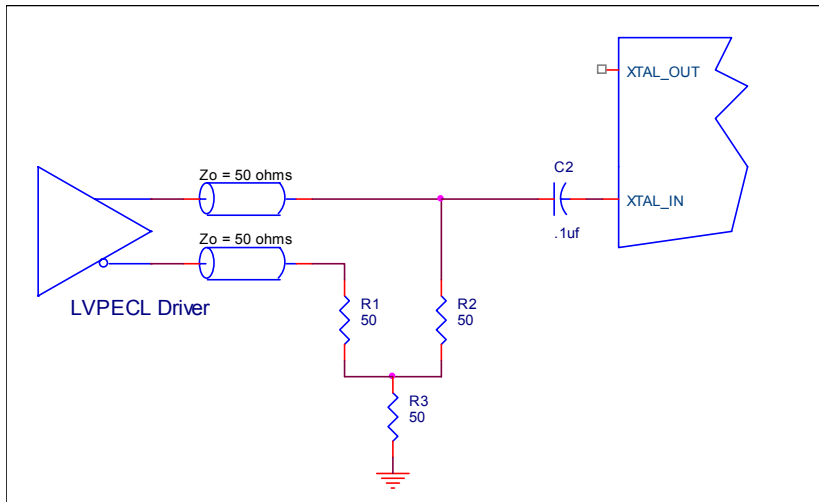 XTAL_OUT
Zo = 50 ohms
C2
XTAL_IN
.1uf
Zo = 50 ohms
LVPECL Driver
R1
50
R2
50
R3
50